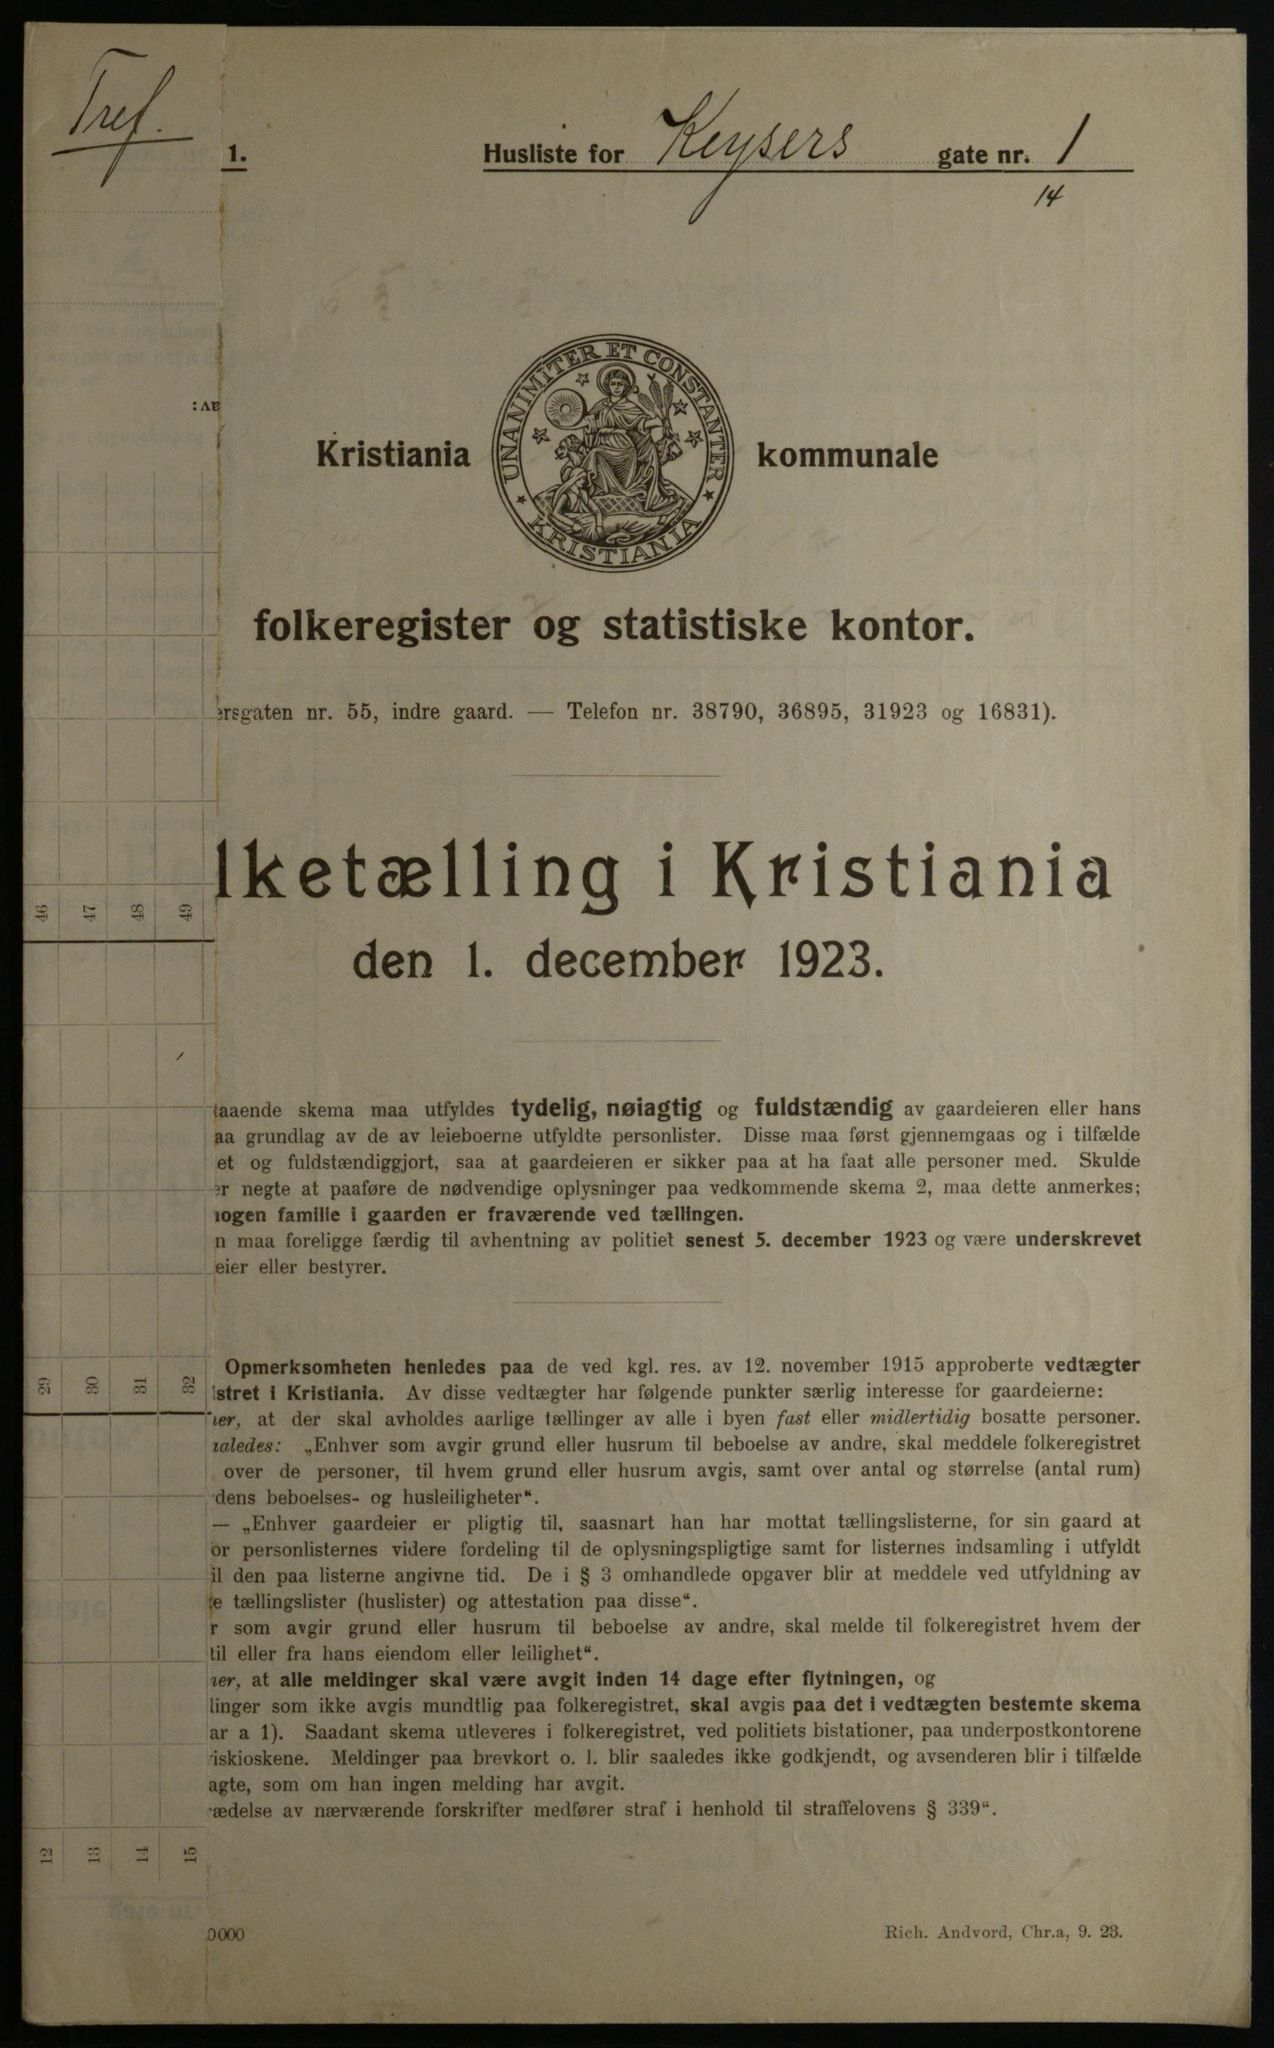 Tref.
1.
Husliste for Keysers gate nr. 1
14
UNANIMITER ET CONSTANTER
KRISTIANIA
Kristiania kommunale
folkeregister og statistiske kontor.
ersgaten nr. 55, indre gaard. — Telefon nr. 38790, 36895, 31923 og 16831).
lketælling i Kristiania
den 1. december 1923.
46 47 48 49
taaende skema maa utfyldes tydelig, nøiagtig og fuldstændig av gaardeieren eller hans
aa grundlag av de av leieboerne utfyldte personlister. Disse maa først gjennemgaas og i tilfælde
et og fuldstændiggjort, saa at gaardeieren er sikker paa at ha faat alle personer med. Skulde
er negte at paaføre de nødvendige oplysninger paa vedkommende skema 2, maa dette anmerkes;
nogen familie i gaarden er fraværende ved tællingen.
n maa foreligge færdig til avhentning av politiet senest 5. december 1923 og være underskrevet
eier eller bestyrer.
29 30 31 32
Opmerksomheten henledes paa de ved kgl. res. av 12. november 1915 approberte vedtægter
istret i Kristiania. Av disse vedtægter har følgende punkter særlig interesse for gaardeierne:
ner, at der skal avholdes aarlige tællinger av alle i byen fast eller midlertidig bosatte personer.
aaledes: „Enhver som avgir grund eller husrum til beboelse av andre, skal meddele folkeregistret
over de personer, til hvem grund eller husrum avgis, samt over antal og størrelse (antal rum)
dens beboelses- og husleiligheter“.
— „Enhver gaardeier er pligtig til, saasnart han har mottat tællingslisterne, for sin gaard at
or personlisternes videre fordeling til de oplysningspligtige samt for listernes indsamling i utfyldt
il den paa listerne angivne tid. De i § 3 omhandlede opgaver blir at meddele ved utfyldning av
e tællingslister (huslister) og attestation paa disse“.
r som avgir grund eller husrum til beboelse av andre, skal melde til folkeregistret hvem der
til eller fra hans eiendom eller leilighet“.
ner, at alle meldinger skal være avgit inden 14 dage efter flytningen, og
linger som ikke avgis mundtlig paa folkeregistret, skal avgis paa det i vedtægten bestemte skema
ar a 1). Saadant skema utleveres i folkeregistret, ved politiets bistationer, paa underpostkontorene
iskioskene. Meldinger paa brevkort o. l. blir saaledes ikke godkjendt, og avsenderen blir i tilfælde
agte, som om han ingen melding har avgit.
rædelse av nærværende forskrifter medfører straf i henhold til straffelovens § 339“.
12 13 14 15
0000
Rich. Andvord, Chr.a, 9. 23.